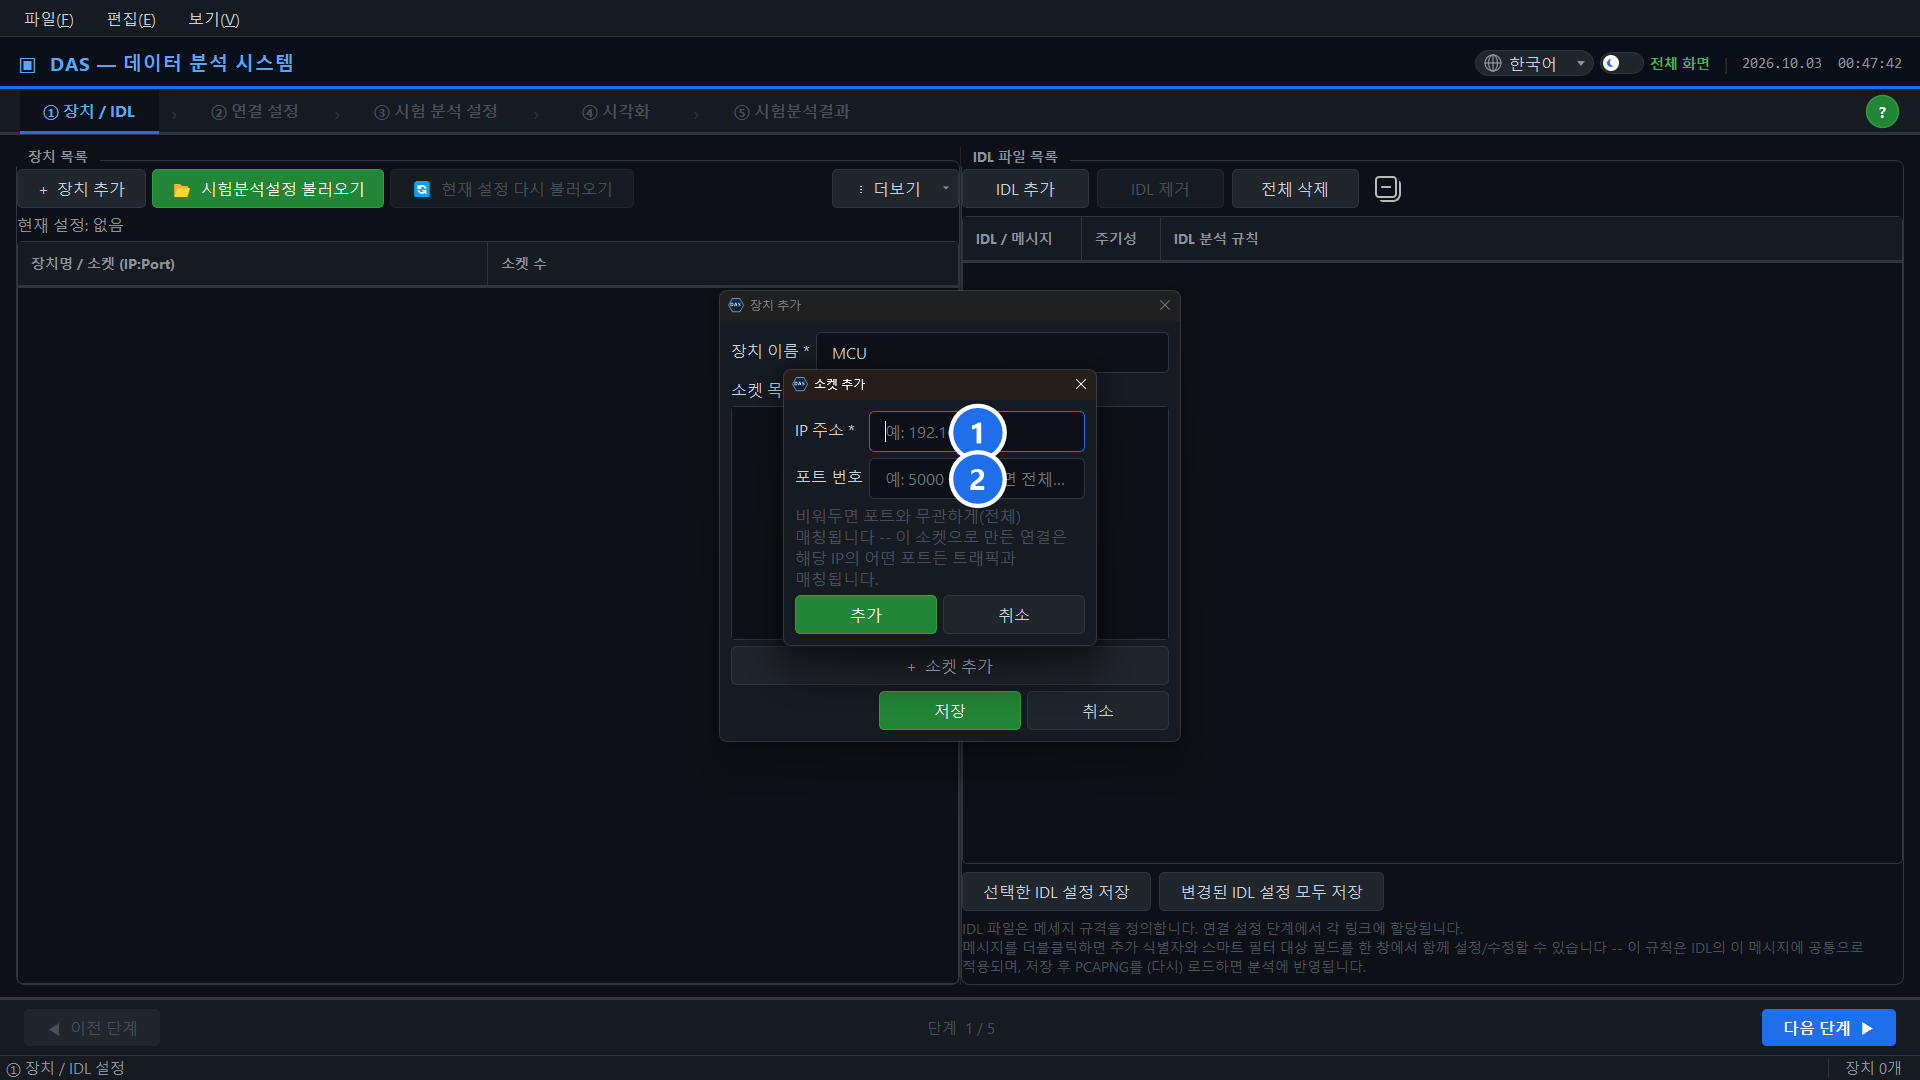 파일(F) 편집(E) 보기(V)
DAS — 데이터 분석 시스템
한국어 전체 화면 | 2026.10.03 00:47:42
① 장치 / IDL › ② 연결 설정 › ③ 시험 분석 설정 › ④ 시각화 › ⑤ 시험분석결과
?
장치 목록
+ 장치 추가 시험분석설정 불러오기 현재 설정 다시 불러오기 ⋮ 더보기
현재 설정: 없음
장치명 / 소켓 (IP:Port) 소켓 수
IDL 파일 목록
IDL 추가 IDL 제거 전체 삭제
IDL / 메시지 주기성 IDL 분석 규칙
DAS 장치 추가
장치 이름 * MCU
소켓 목
DAS 소켓 추가
IP 주소 * 예: 192.1
1
포트 번호 예: 5000 면 전체...
2
비워두면 포트와 무관하게(전체)
매칭됩니다 -- 이 소켓으로 만든 연결은
해당 IP의 어떤 포트든 트래픽과
매칭됩니다.
추가 취소
+ 소켓 추가
저장 취소
선택한 IDL 설정 저장 변경된 IDL 설정 모두 저장
IDL 파일은 메세지 규격을 정의합니다. 연결 설정 단계에서 각 링크에 할당됩니다.
메시지를 더블클릭하면 추가 식별자와 스마트 필터 대상 필드를 한 창에서 함께 설정/수정할 수 있습니다 -- 이 규칙은 IDL의 이 메시지에 공통으로
적용되며, 저장 후 PCAPNG를 (다시) 로드하면 분석에 반영됩니다.
◀ 이전 단계 단계 1 / 5 다음 단계 ▶
① 장치 / IDL 설정 장치 0개